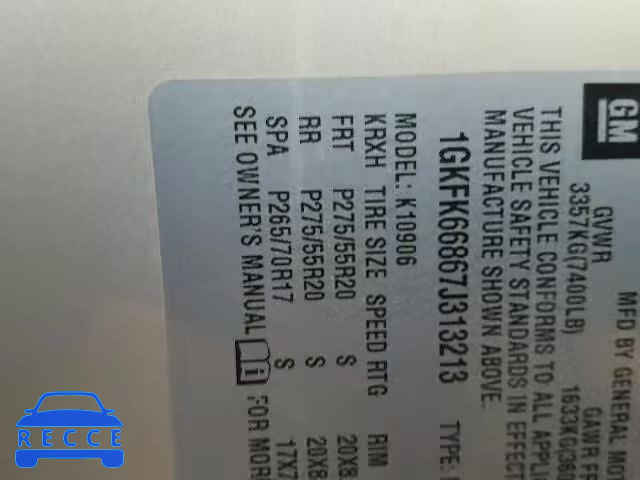 GM
MFD BY GENERAL MOT
GVWR GAWR FR
3357KG(7400LB) 1633KG(360
THIS VEHICLE CONFORMS TO ALL APPLI
VEHICLE SAFETY STANDARDS IN EFFECT
MANUFACTURE SHOWN ABOVE.
1GKFK66867J313213 TYPE:
MODEL: K10906
KRXH TIRE SIZE SPEED RTG RIM
FRT P275/55R20 S 20X8.
RR P275/55R20 S 20X8
SPA P265/70R17 S 17X7
SEE OWNER'S MANUAL FOR MORE
RECCE